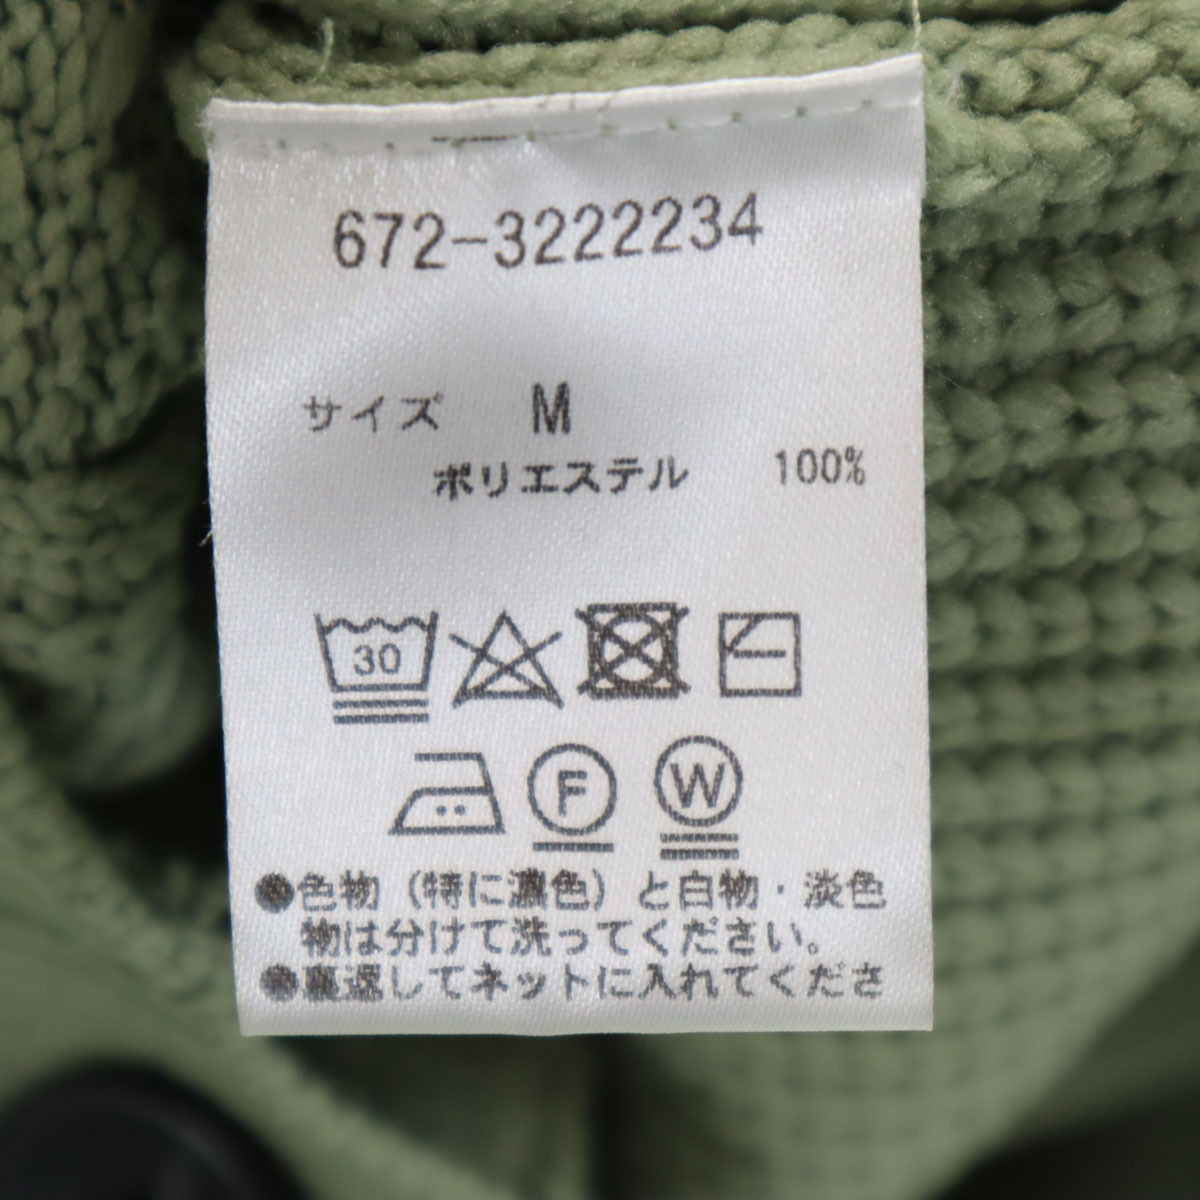 672-3222234
サイズ M
ポリエステル 100%
30
F W
●色物（特に濃色）と白物・淡色
物は分けて洗ってください。
●裏返してネットに入れてくださ